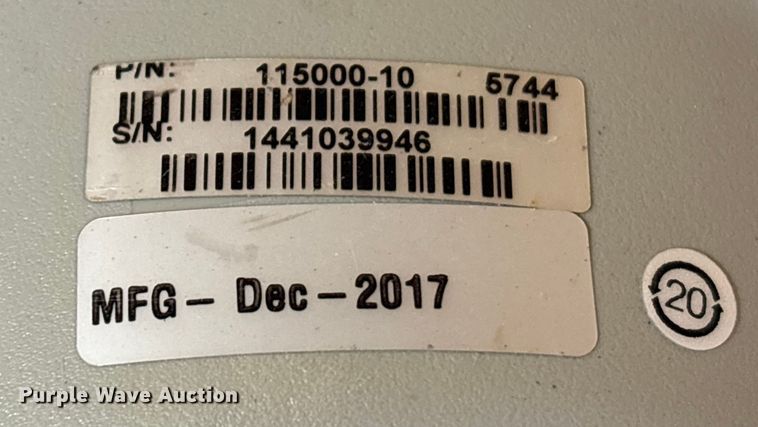 P/N: 115000-10 5744
S/N: 1441039946
MFG- Dec-2017
20
Purple Wave Auction